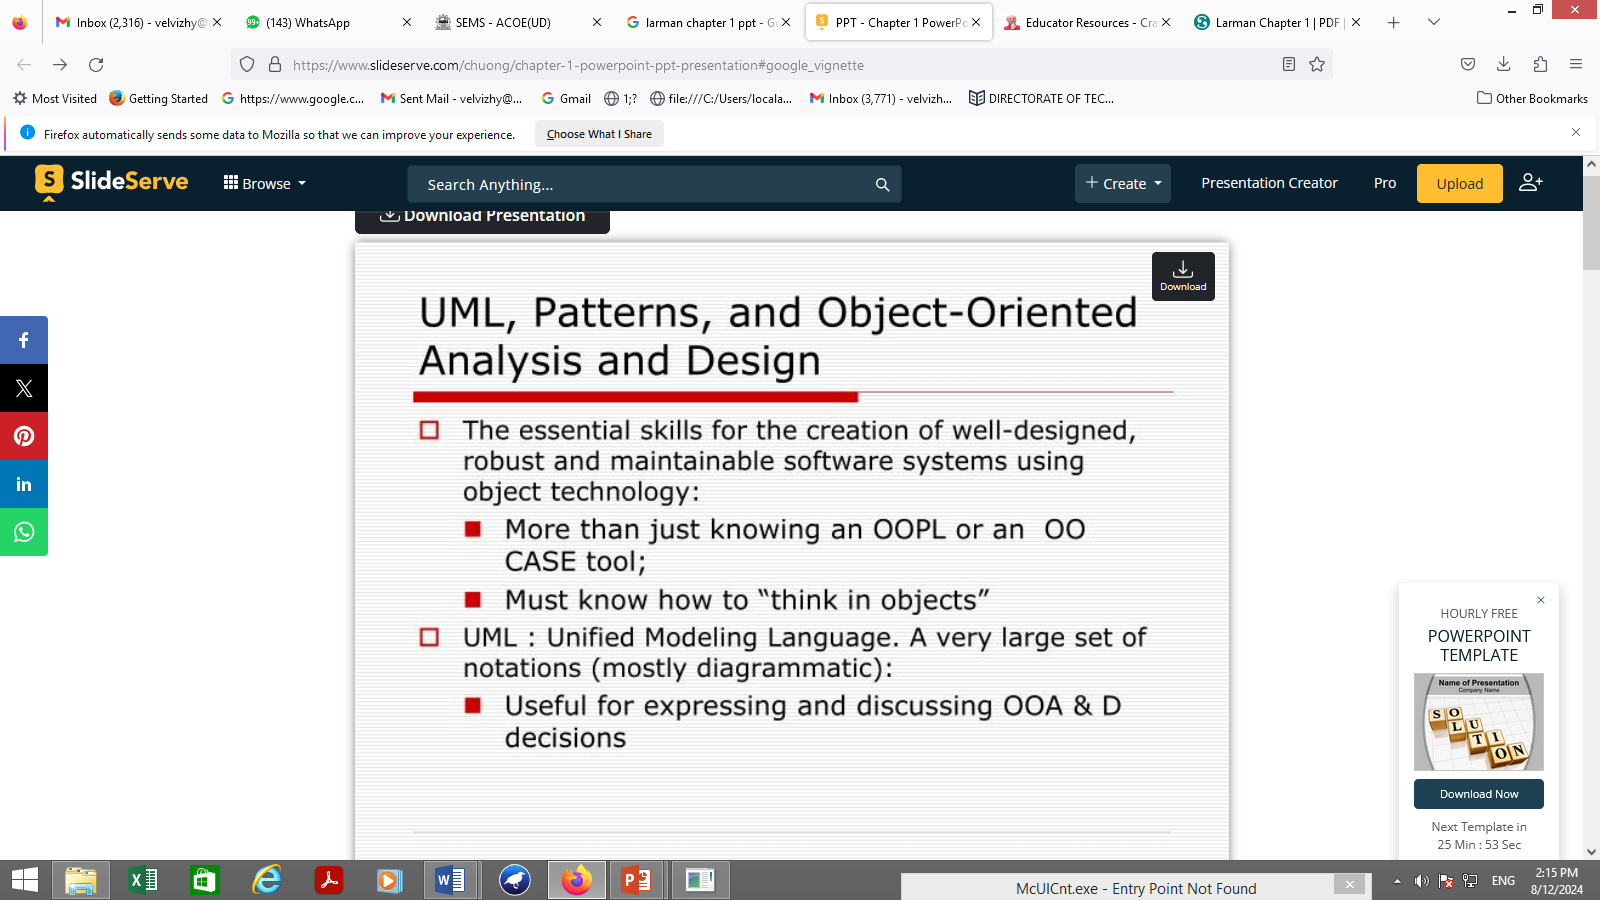 Inbox (2,316) - velvizhy@
(143) WhatsApp
SEMS - ACOE(UD)
larman chapter 1 ppt - Go
PPT - Chapter 1 PowerPo
Educator Resources - Cra
Larman Chapter 1 | PDF |
https://www.slideserve.com/chuong/chapter-1-powerpoint-ppt-presentation#google_vignette
Most Visited
Getting Started
https://www.google.c...
Sent Mail - velvizhy@...
Gmail
1;?
file:///C:/Users/locala...
Inbox (3,771) - velvizh...
DIRECTORATE OF TEC...
Other Bookmarks
Firefox automatically sends some data to Mozilla so that we can improve your experience.
Choose What I Share
SlideServe
Browse
Search Anything...
Create
Presentation Creator
Pro
Upload
Download Presentation
Download
UML, Patterns, and Object-Oriented
Analysis and Design
The essential skills for the creation of well-designed,
robust and maintainable software systems using
object technology:
More than just knowing an OOPL or an OO
CASE tool;
Must know how to “think in objects”
UML : Unified Modeling Language. A very large set of
notations (mostly diagrammatic):
Useful for expressing and discussing OOA & D
decisions
HOURLY FREE
POWERPOINT
TEMPLATE
Name of Presentation
Company Name
SOLUTION
Download Now
Next Template in
25 Min : 53 Sec
McUICnt.exe - Entry Point Not Found
ENG
2:15 PM
8/12/2024